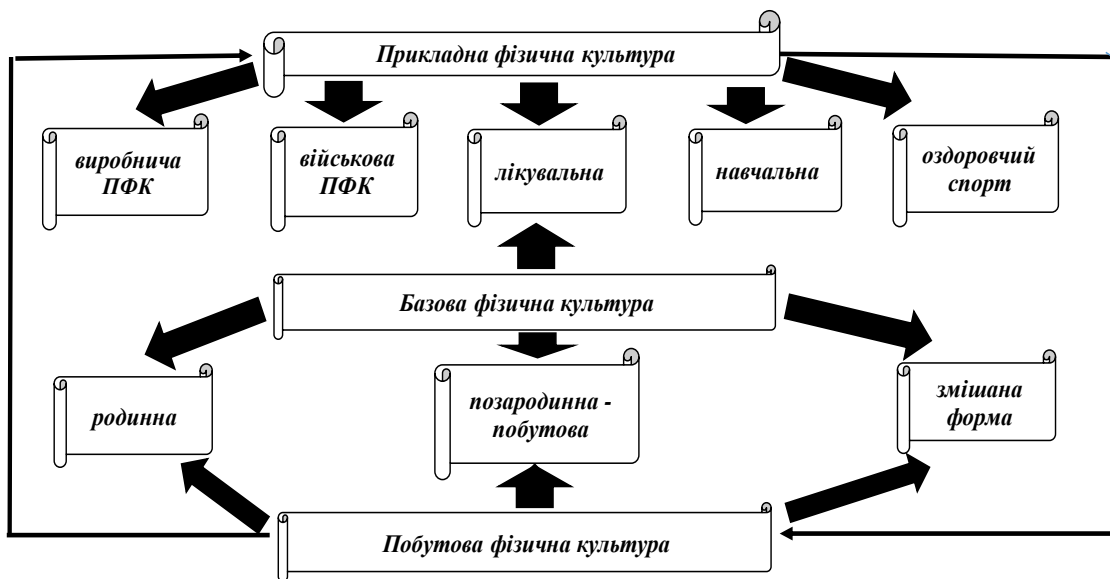 Прикладна фізична культура
виробнича
ПФК
військова
ПФК
лікувальна
навчальна
оздоровчий
спорт
Базова фізична культура
родинна
позародинна -
побутова
змішана
форма
Побутова фізична культура